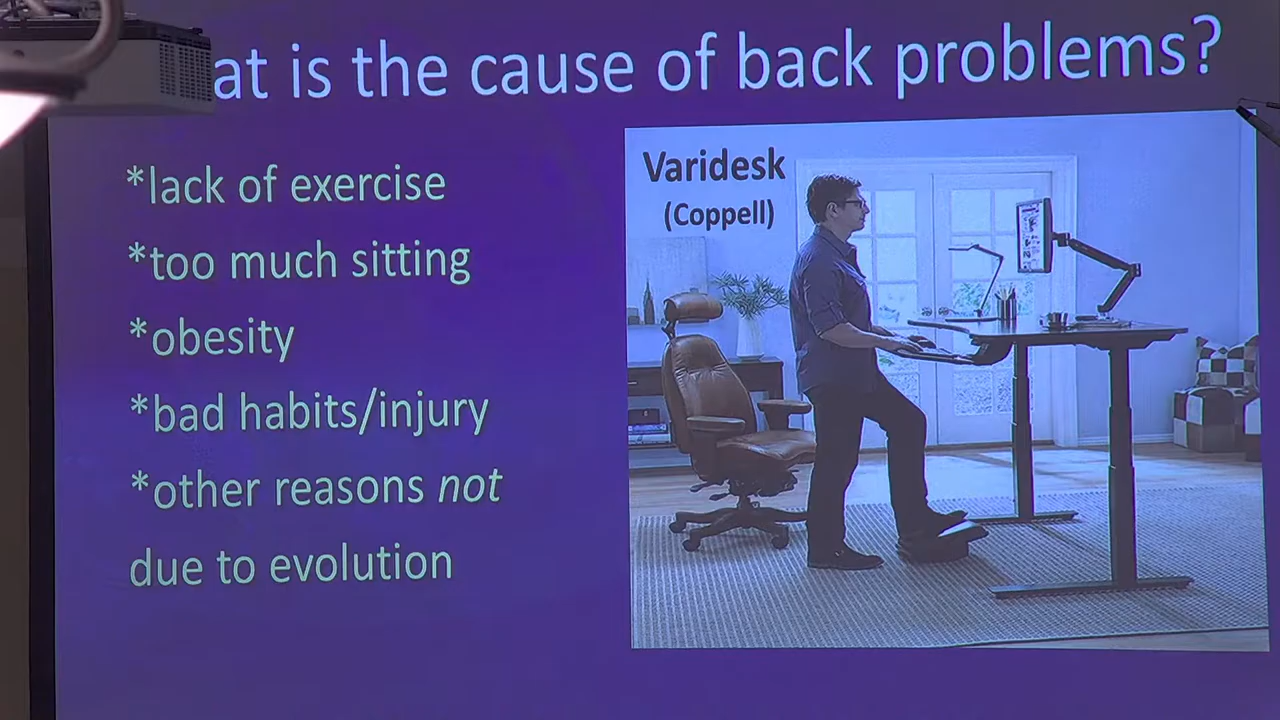 at is the cause of back problems?
*lack of exercise
*too much sitting
*obesity
*bad habits/injury
*other reasons not
due to evolution
Varidesk
(Coppell)